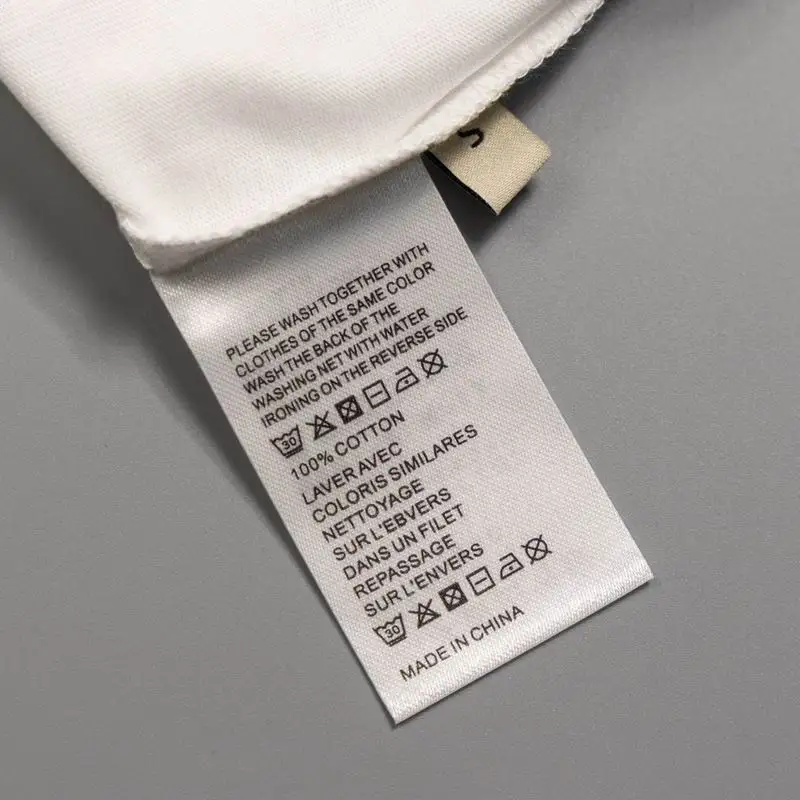 S
PLEASE WASH TOGETHER WITH
CLOTHES OF THE SAME COLOR
WASH THE BACK OF THE
WASHING NET WITH WATER
IRONING ON THE REVERSE SIDE
30
100% COTTON
LAVER AVEC
COLORIS SIMILARES
NETTOYAGE
SUR L'EBVERS
DANS UN FILET
REPASSAGE
SUR L'ENVERS
30
MADE IN CHINA